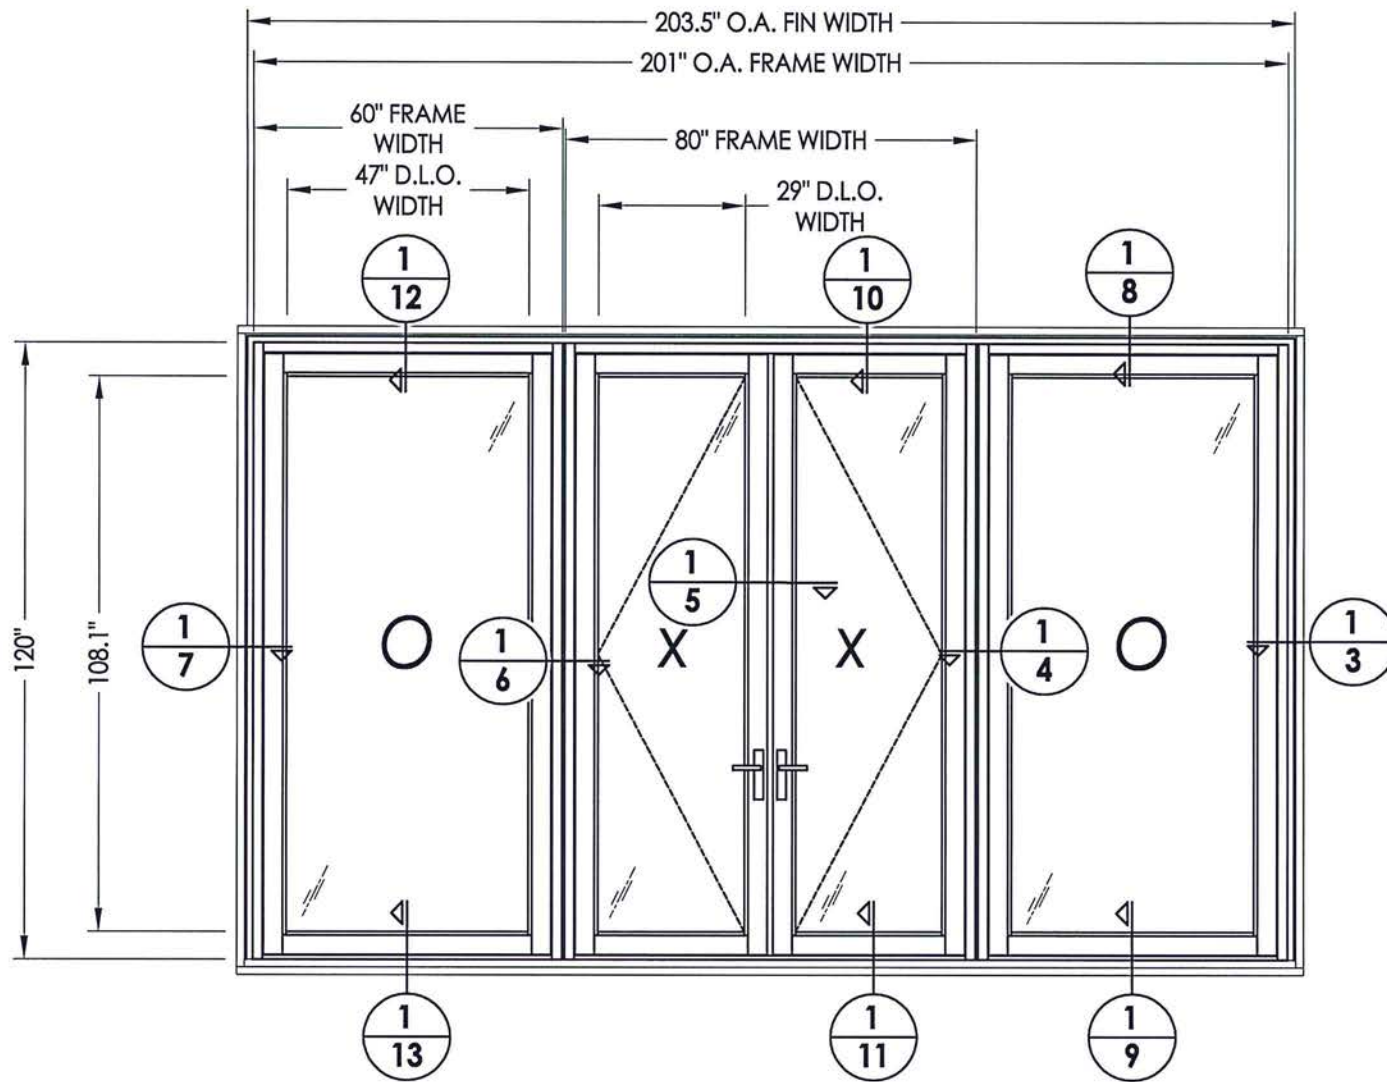 203.5" O.A. FIN WIDTH
201" O.A. FRAME WIDTH
60" FRAME
WIDTH
80" FRAME WIDTH
47" D.L.O.
WIDTH
29" D.L.O.
WIDTH
1
12
1
10
1
8
120"
108.1"
1
5
1
7
O
1
6
X
X
1
4
O
1
3
1
13
1
11
1
9